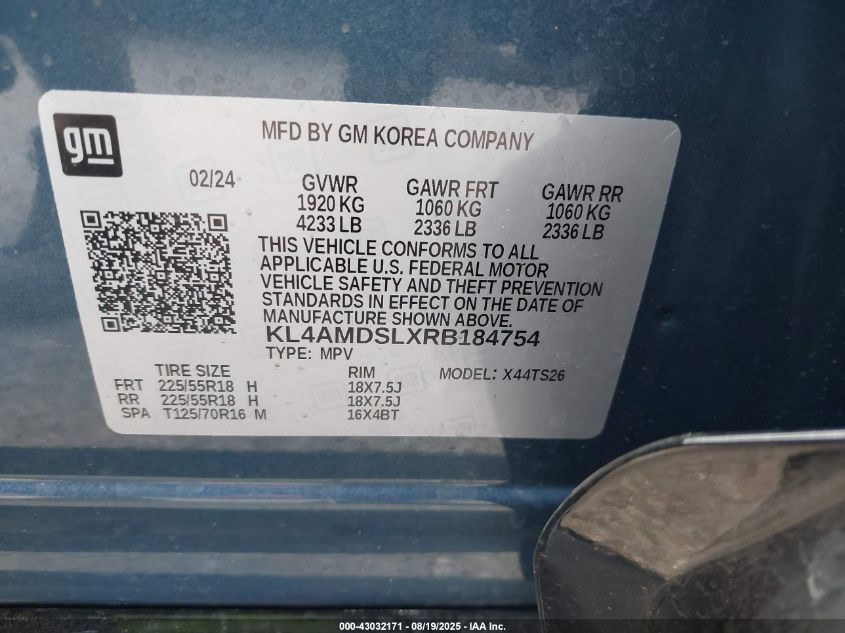 gm
MFD BY GM KOREA COMPANY
02/24
GVWR GAWR FRT GAWR RR
1920 KG 1060 KG 1060 KG
4233 LB 2336 LB 2336 LB
THIS VEHICLE CONFORMS TO ALL
APPLICABLE U.S. FEDERAL MOTOR
VEHICLE SAFETY AND THEFT PREVENTION
STANDARDS IN EFFECT ON THE DATE OF
MANUFACTURE SHOWN ABOVE.
KL4AMDSLXRB184754
TYPE: MPV
TIRE SIZE RIM MODEL: X44TS26
FRT 225/55R18 H 18X7.5J
RR 225/55R18 H 18X7.5J
SPA T125/70R16 M 16X4BT
000-43032171 - 08/19/2025 - IAA Inc.